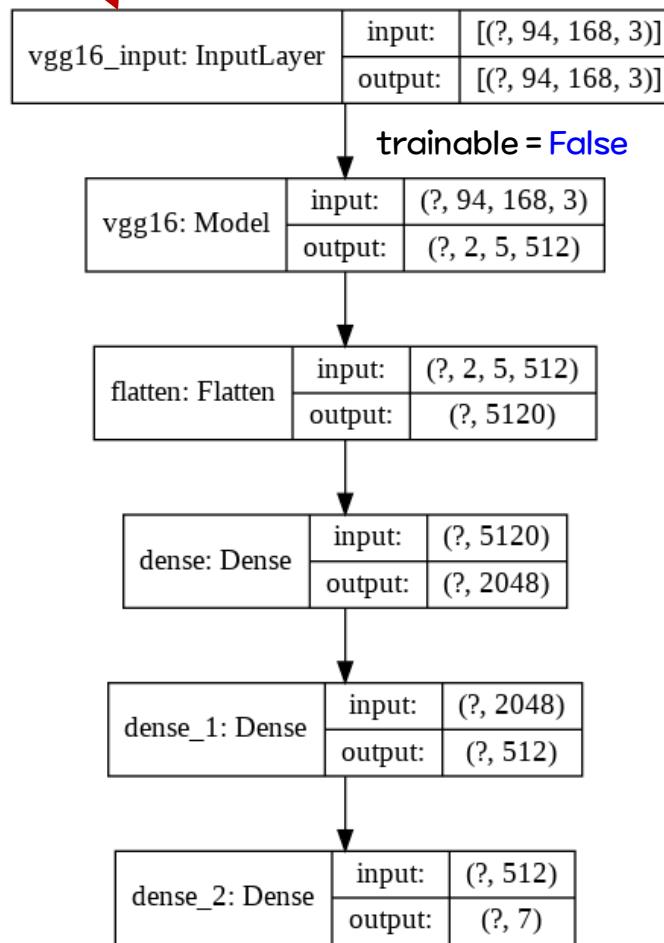 vgg16_input: InputLayer
input: [(?, 94, 168, 3)]
output: [(?, 94, 168, 3)]
trainable = False
vgg16: Model
input: (?, 94, 168, 3)
output: (?, 2, 5, 512)
flatten: Flatten
input: (?, 2, 5, 512)
output: (?, 5120)
dense: Dense
input: (?, 5120)
output: (?, 2048)
dense_1: Dense
input: (?, 2048)
output: (?, 512)
dense_2: Dense
input: (?, 512)
output: (?, 7)